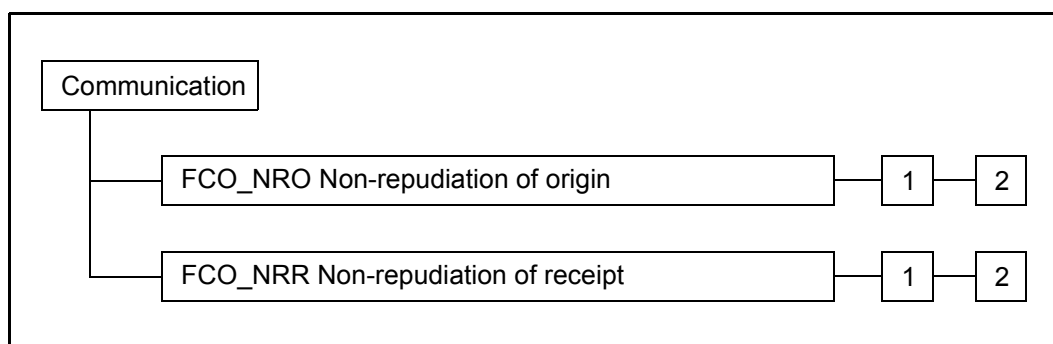 Communication
FCO_NRO Non-repudiation of origin 1 2
FCO_NRR Non-repudiation of receipt 1 2